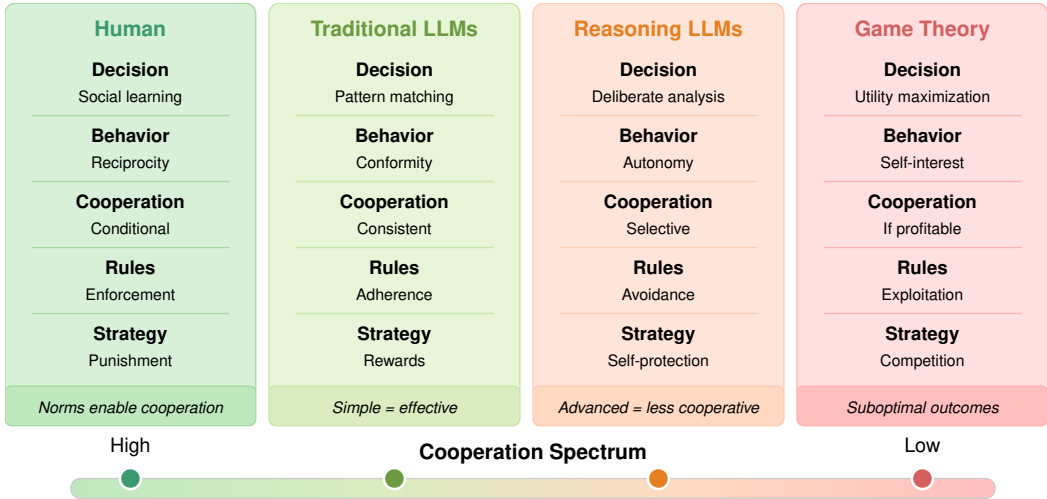 Human
Decision
Social learning
Behavior
Reciprocity
Cooperation
Conditional
Rules
Enforcement
Strategy
Punishment
Norms enable cooperation
Traditional LLMs
Decision
Pattern matching
Behavior
Conformity
Cooperation
Consistent
Rules
Adherence
Strategy
Rewards
Simple = effective
Reasoning LLMs
Decision
Deliberate analysis
Behavior
Autonomy
Cooperation
Selective
Rules
Avoidance
Strategy
Self-protection
Advanced = less cooperative
Game Theory
Decision
Utility maximization
Behavior
Self-interest
Cooperation
If profitable
Rules
Exploitation
Strategy
Competition
Suboptimal outcomes
High
Cooperation Spectrum
Low